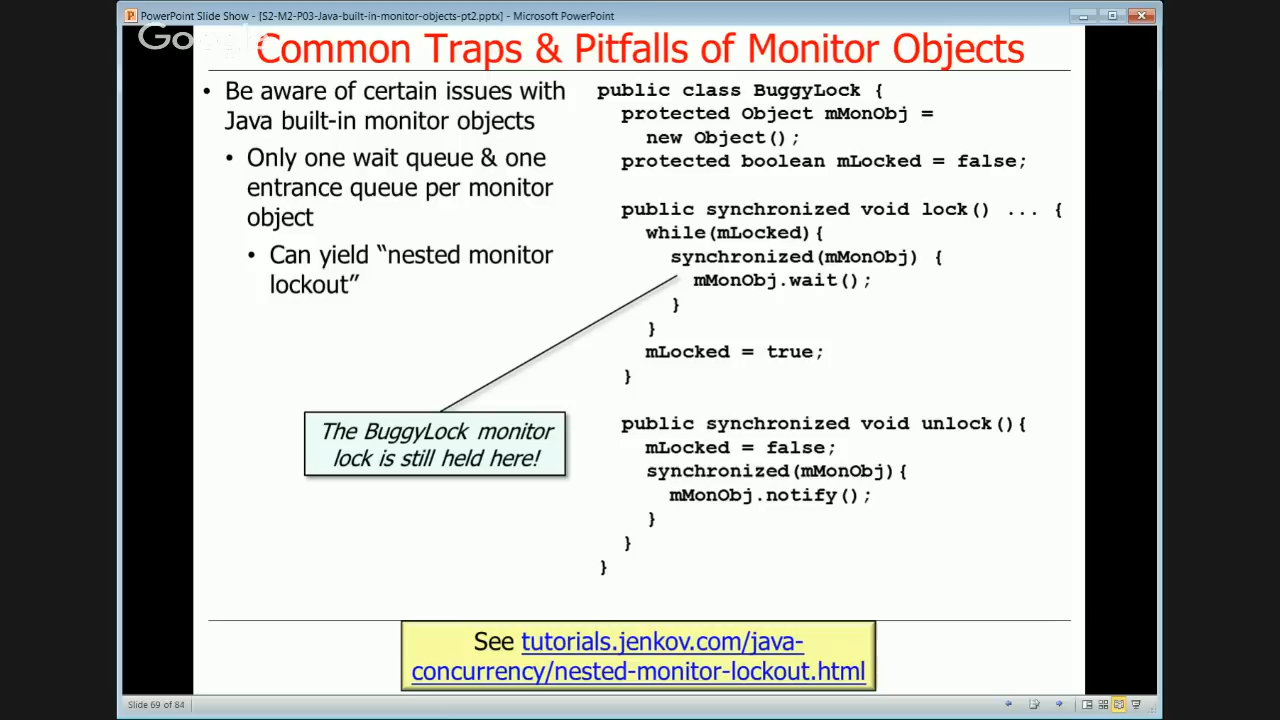 PowerPoint Slide Show - [S2-M2-P03-Java-built-in-monitor-objects-pt2.pptx] - Microsoft PowerPoint
Google
Common Traps & Pitfalls of Monitor Objects
• Be aware of certain issues with
Java built-in monitor objects
• Only one wait queue & one
entrance queue per monitor
object
• Can yield “nested monitor
lockout”
The BuggyLock monitor
lock is still held here!
public class BuggyLock {
protected Object mMonObj =
new Object();
protected boolean mLocked = false;
public synchronized void lock() ... {
while(mLocked){
synchronized(mMonObj) {
mMonObj.wait();
}
}
mLocked = true;
}
public synchronized void unlock(){
mLocked = false;
synchronized(mMonObj){
mMonObj.notify();
}
}
}
See tutorials.jenkov.com/java-
concurrency/nested-monitor-lockout.html
Slide 69 of 84